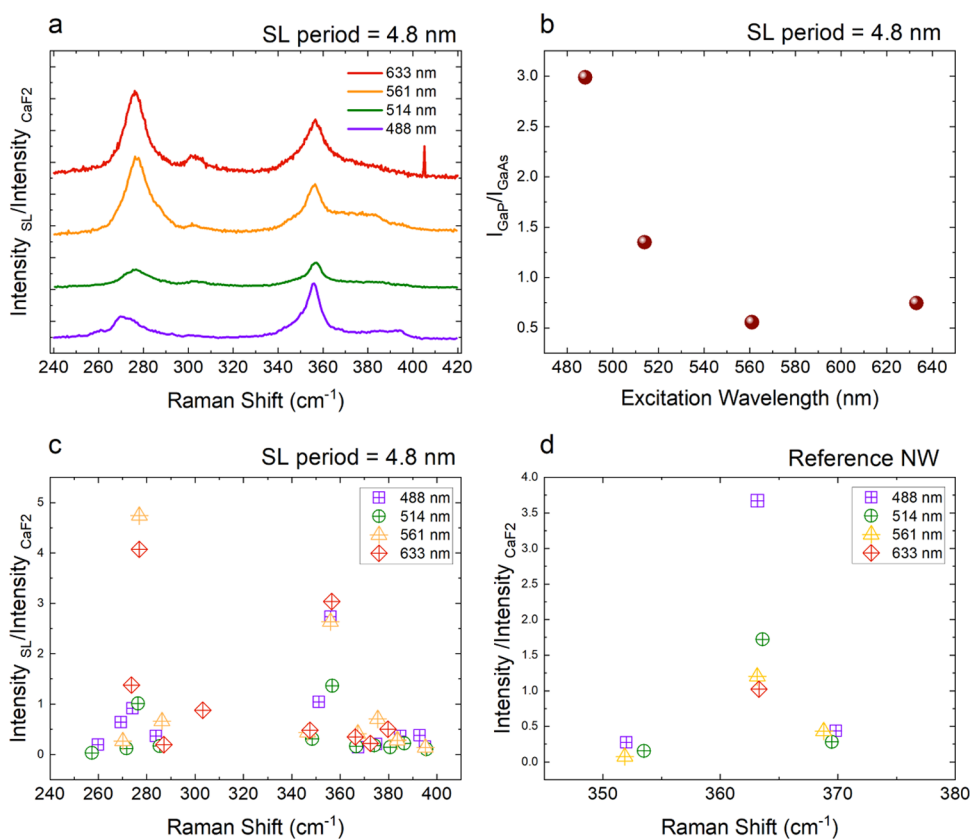 a
SL period = 4.8 nm
Intensity SL/Intensity CaF2
633 nm
561 nm
514 nm
488 nm
240 260 280 300 320 340 360 380 400 420
Raman Shift (cm-1)
b
SL period = 4.8 nm
IGaP/IGaAs
3.0
2.5
2.0
1.5
1.0
0.5
480 500 520 540 560 580 600 620 640
Excitation Wavelength (nm)
c
SL period = 4.8 nm
Intensity SL/Intensity CaF2
5
4
3
2
1
0
488 nm
514 nm
561 nm
633 nm
240 260 280 300 320 340 360 380 400
Raman Shift (cm-1)
d
Reference NW
Intensity /Intensity CaF2
4.0
3.5
3.0
2.5
2.0
1.5
1.0
0.5
0.0
488 nm
514 nm
561 nm
633 nm
350 360 370 380
Raman Shift (cm-1)